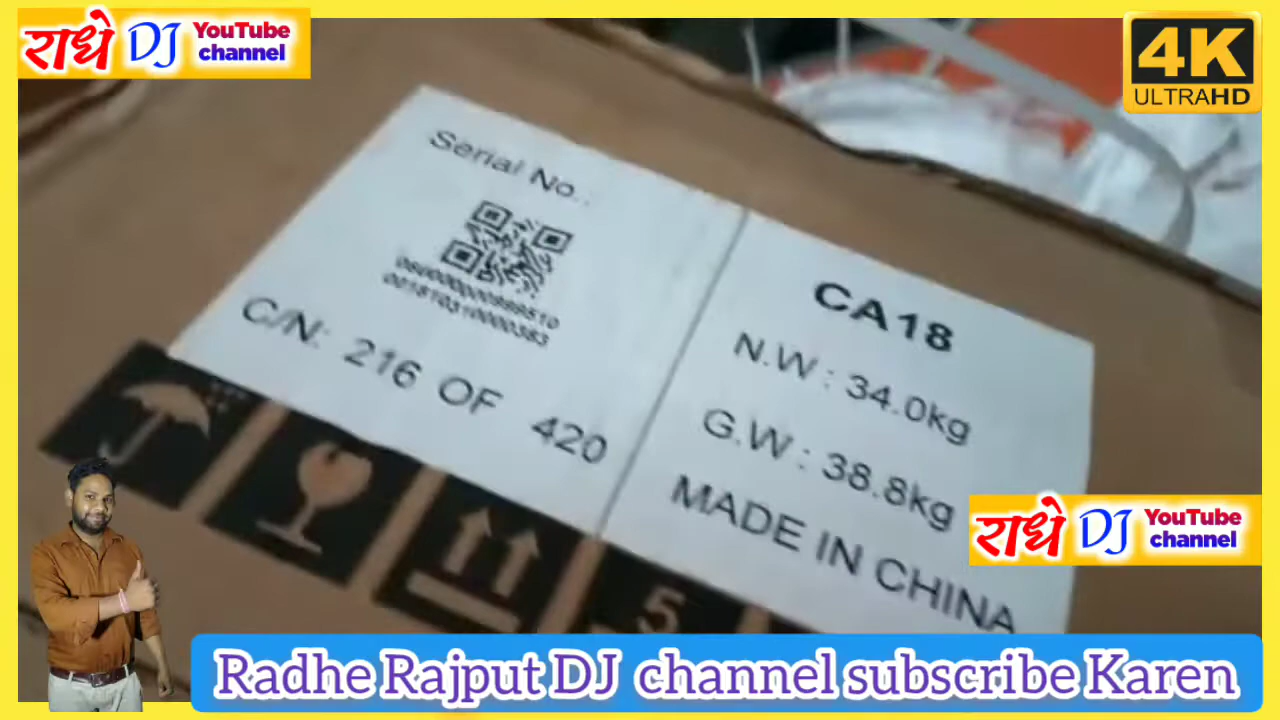 राधे DJ YouTube channel
4K
ULTRAHD
Serial No.:
C/N: 216 OF 420
CA18
N.W : 34.0kg
G.W : 38.8kg
MADE IN CHINA
5
राधे DJ YouTube channel
Radhe Rajput DJ channel subscribe Karen